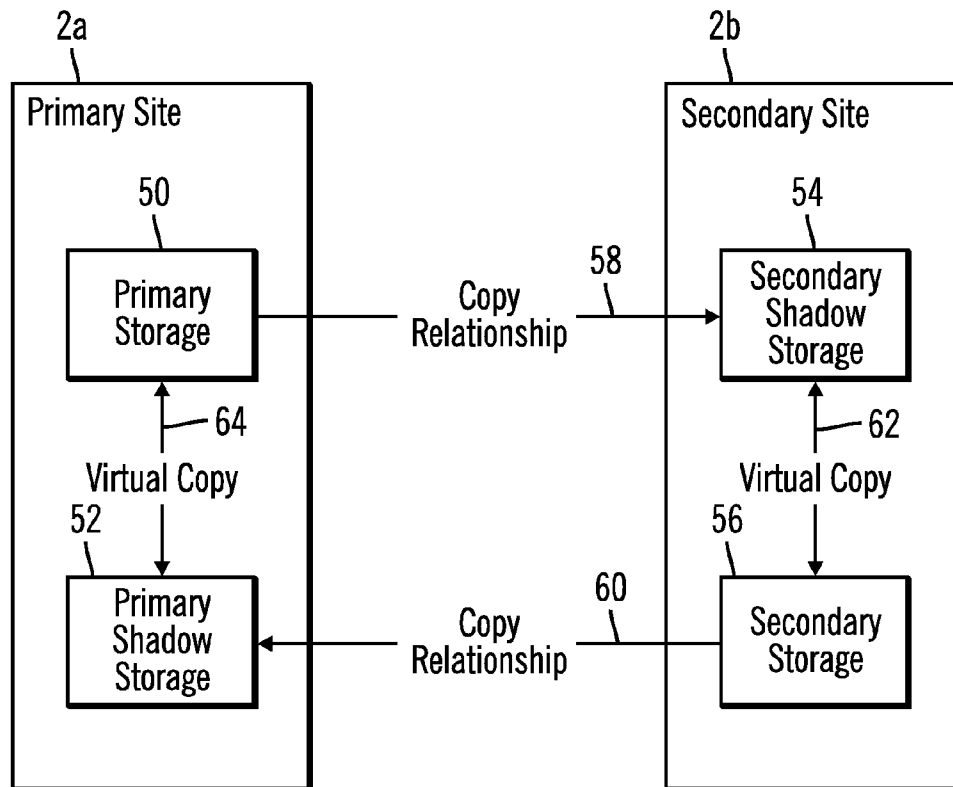 2a
2b
Primary Site
Secondary Site
50
54
Primary
Storage
58
Copy
Relationship
Secondary
Shadow
Storage
64
62
Virtual Copy
Virtual Copy
52
56
Primary
Shadow
Storage
60
Copy
Relationship
Secondary
Storage